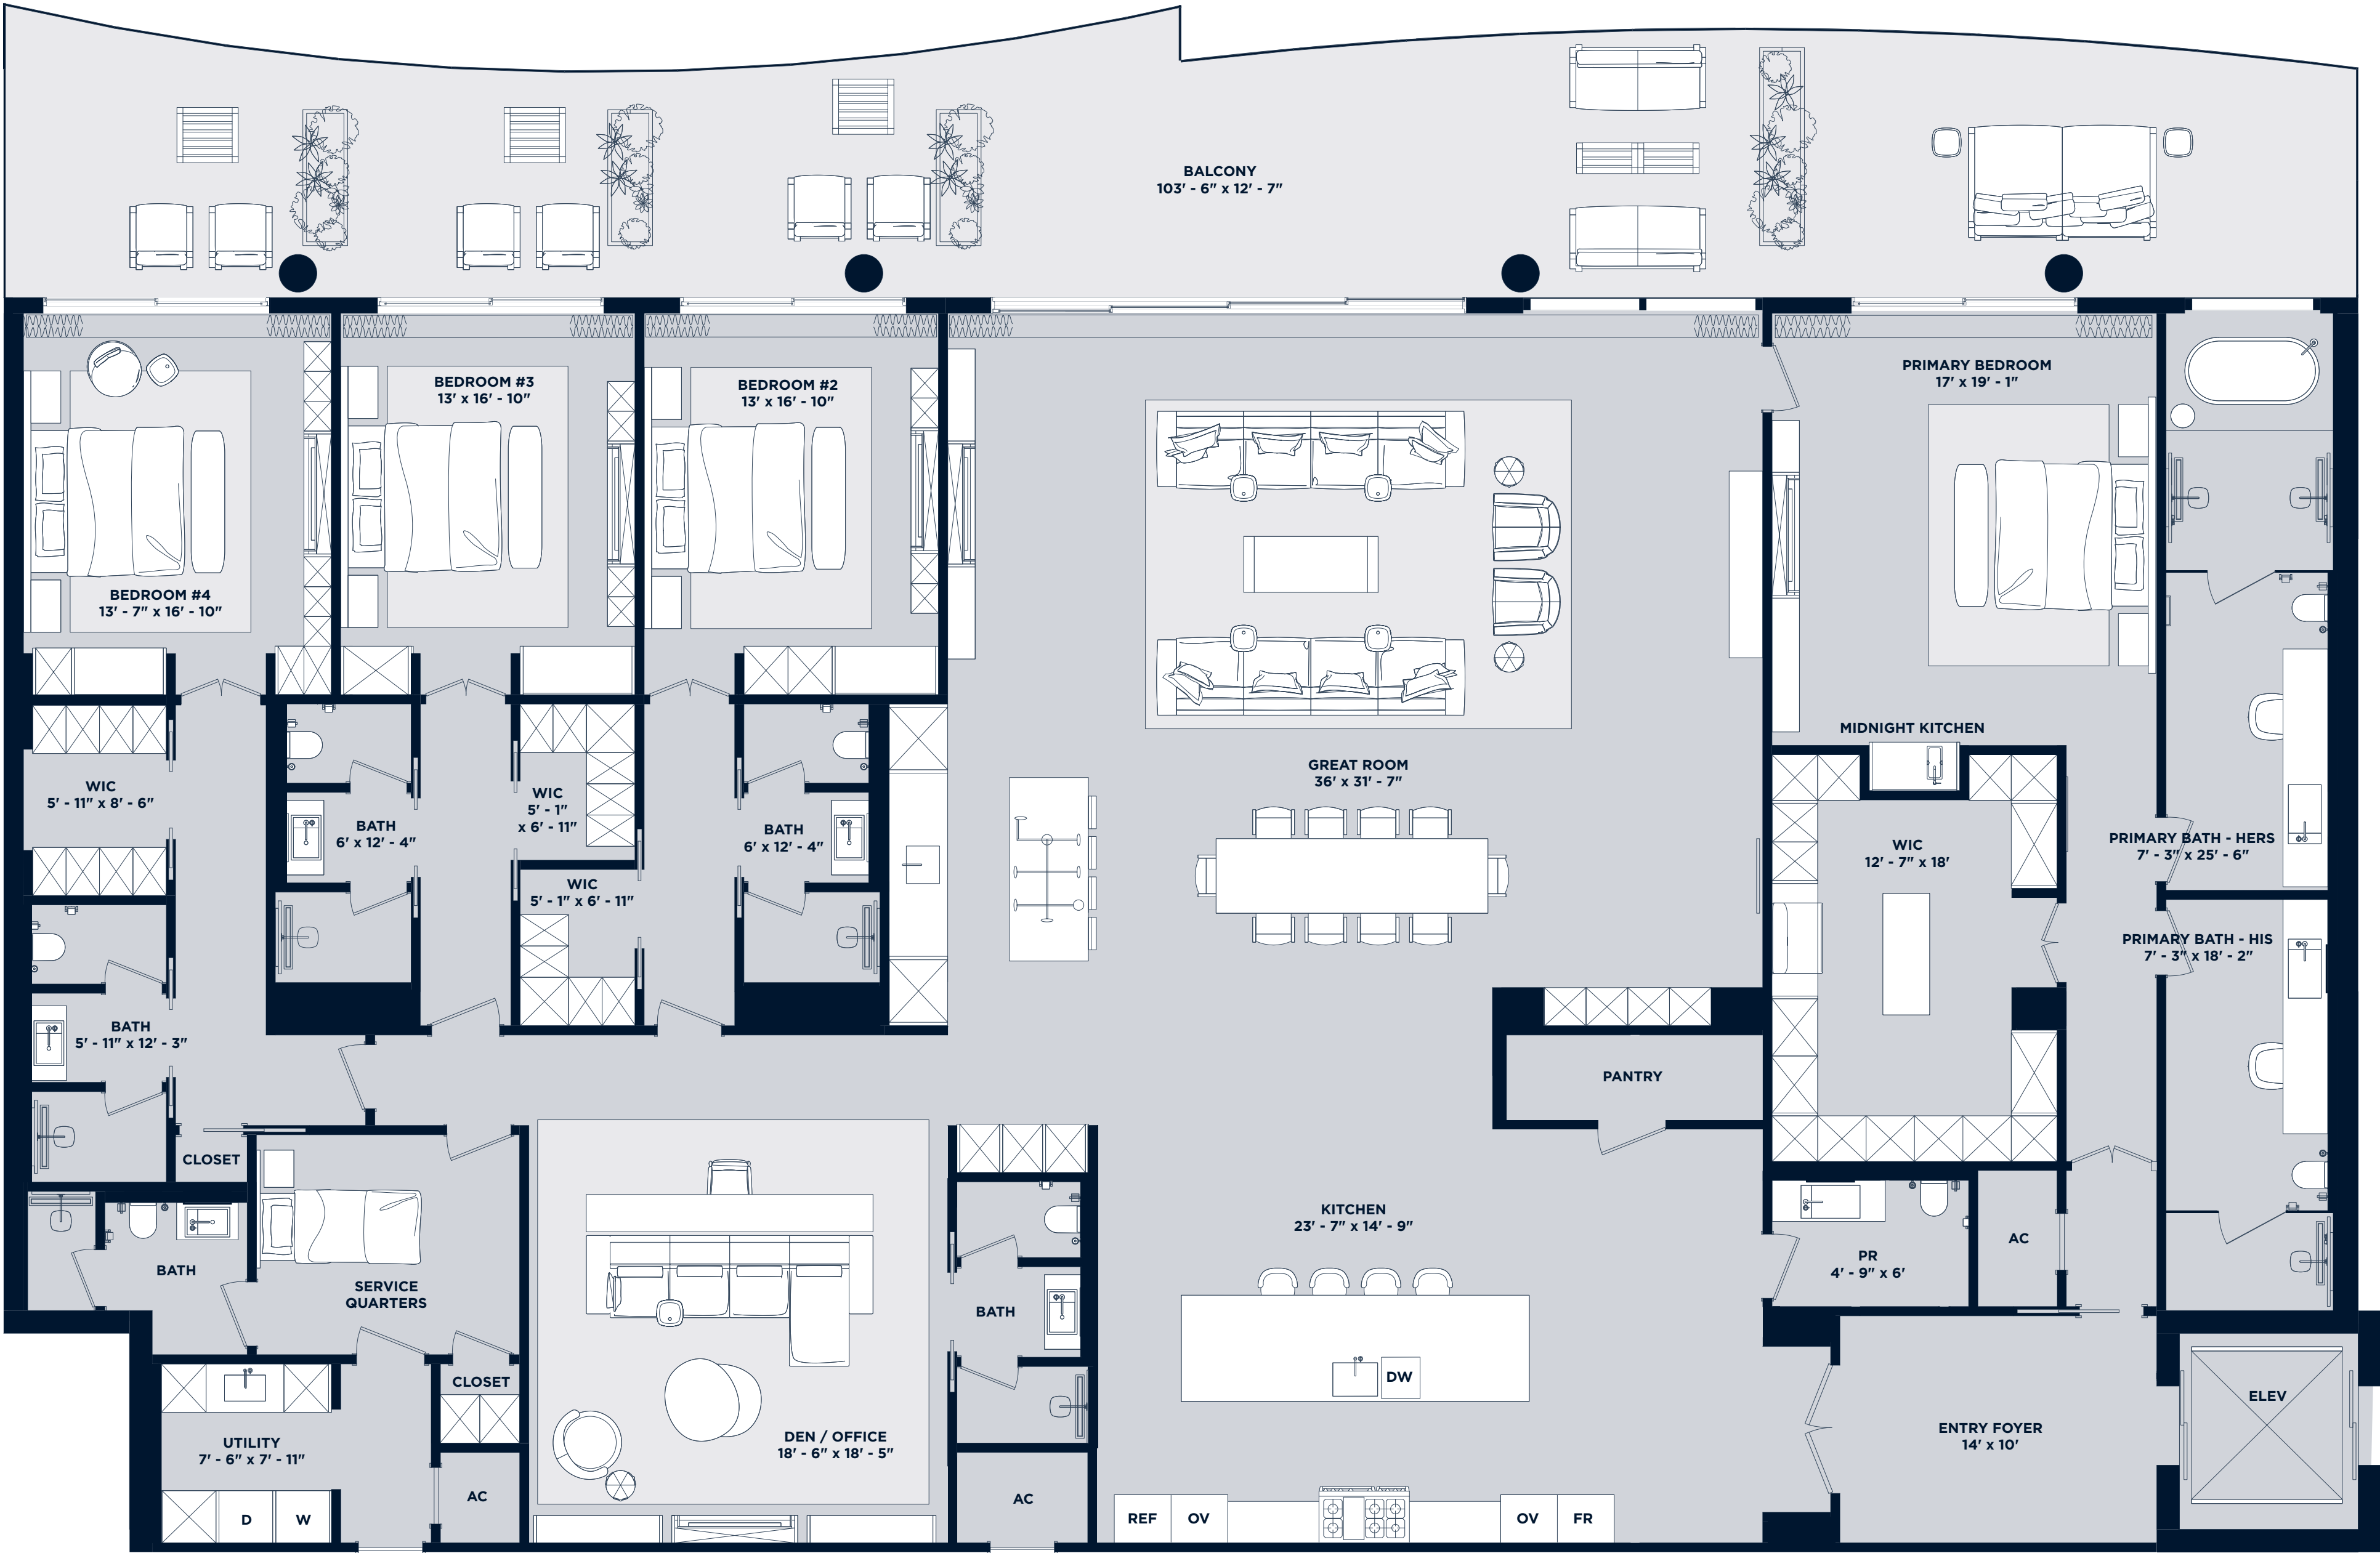 BALCONY
103' - 6" x 12' - 7"
PRIMARY BEDROOM
17' x 19' - 1"
BEDROOM #3
13' x 16' - 10"
BEDROOM #2
13' x 16' - 10"
BEDROOM #4
13' - 7" x 16' - 10"
MIDNIGHT KITCHEN
GREAT ROOM
36' x 31' - 7"
WIC
5' - 11" x 8' - 6"
WIC
5' - 1"
x 6' - 11"
BATH
6' x 12' - 4"
BATH
6' x 12' - 4"
PRIMARY BATH - HERS
7' - 3" x 25' - 6"
WIC
12' - 7" x 18'
WIC
5' - 1" x 6' - 11"
PRIMARY BATH - HIS
7' - 3" x 18' - 2"
BATH
5' - 11" x 12' - 3"
PANTRY
CLOSET
KITCHEN
23' - 7" x 14' - 9"
AC
PR
4' - 9" x 6'
BATH
SERVICE
QUARTERS
BATH
CLOSET
DW
ELEV
UTILITY
7' - 6" x 7' - 11"
DEN / OFFICE
18' - 6" x 18' - 5"
ENTRY FOYER
14' x 10'
AC
AC
D
W
REF
OV
OV
FR